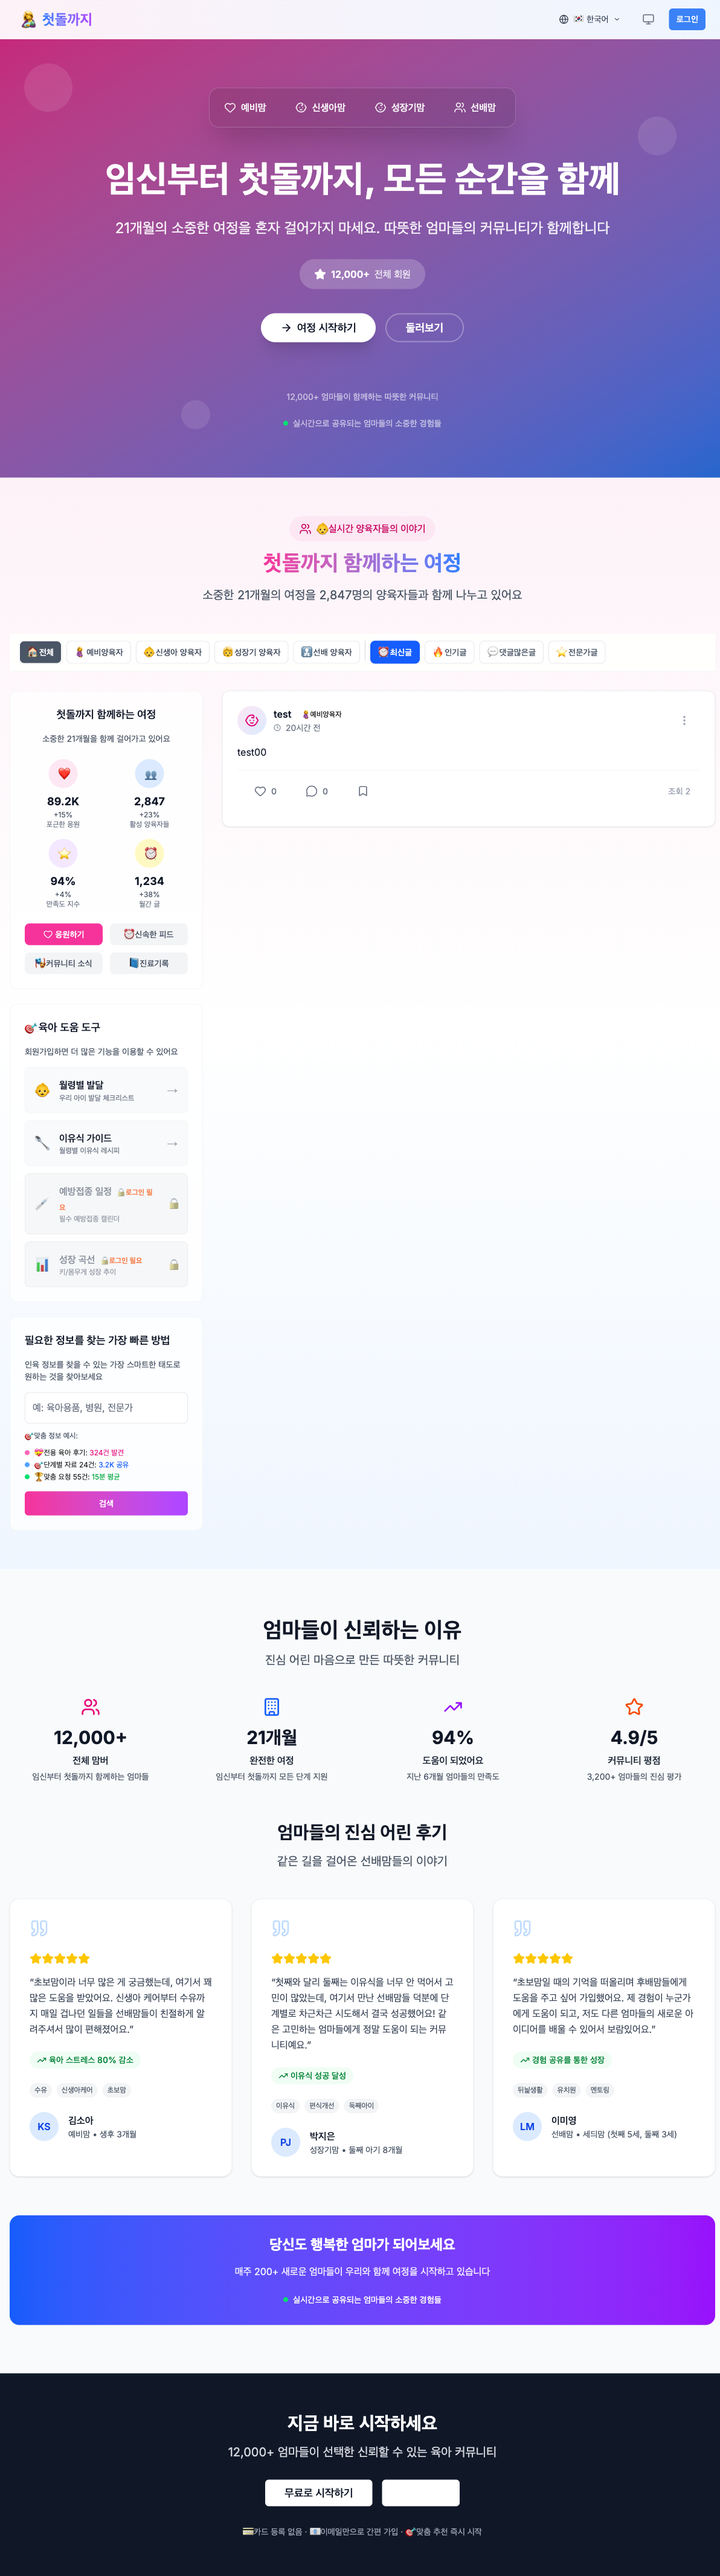 첫돌까지
한국어
로그인
예비맘
신생아맘
성장기맘
선배맘
임신부터 첫돌까지, 모든 순간을 함께
21개월의 소중한 여정을 혼자 걸어가지 마세요. 따뜻한 엄마들의 커뮤니티가 함께합니다
12,000+ 전체 회원
여정 시작하기
둘러보기
12,000+ 엄마들이 함께하는 따뜻한 커뮤니티
실시간으로 공유되는 엄마들의 소중한 경험들
실시간 양육자들의 이야기
첫돌까지 함께하는 여정
소중한 21개월의 여정을 2,847명의 양육자들과 함께 나누고 있어요
전체
예비양육자
신생아 양육자
성장기 양육자
선배 양육자
최신글
인기글
댓글많은글
전문가글
첫돌까지 함께하는 여정
소중한 21개월을 함께 걸어가고 있어요
89.2K
+15%
포근한 응원
2,847
+23%
활성 양육자들
94%
+4%
만족도 지수
1,234
+38%
월간 글
응원하기
신속한 피드
커뮤니티 소식
진료기록
test
예비양육자
20시간 전
test00
0
0
조회 2
육아 도움 도구
회원가입하면 더 많은 기능을 이용할 수 있어요
월령별 발달
우리 아이 발달 체크리스트
이유식 가이드
월령별 이유식 레시피
예방접종 일정 로그인 필
요
필수 예방접종 캘린더
성장 곡선 로그인 필요
키/몸무게 성장 추이
필요한 정보를 찾는 가장 빠른 방법
인육 정보를 찾을 수 있는 가장 스마트한 태도로
원하는 것을 찾아보세요
예: 육아용품, 병원, 전문가
맞춤 정보 예시:
전용 육아 후기: 324건 발견
단계별 자료 24건: 3.2K 공유
맞춤 요청 55건: 15분 평균
검색
엄마들이 신뢰하는 이유
진심 어린 마음으로 만든 따뜻한 커뮤니티
12,000+
전체 맘버
임신부터 첫돌까지 함께하는 엄마들
21개월
완전한 여정
임신부터 첫돌까지 모든 단계 지원
94%
도움이 되었어요
지난 6개월 엄마들의 만족도
4.9/5
커뮤니티 평점
3,200+ 엄마들의 진심 평가
엄마들의 진심 어린 후기
같은 길을 걸어온 선배맘들의 이야기
"초보맘이라 너무 많은 게 궁금했는데, 여기서 꽤
많은 도움을 받았어요. 신생아 케어부터 수유까
지 매일 겁나던 일들을 선배맘들이 친절하게 알
려주셔서 많이 편해졌어요."
육아 스트레스 80% 감소
수유
신생아케어
초보맘
KS
김소아
예비맘 • 생후 3개월
"첫째와 달리 둘째는 이유식을 너무 안 먹어서 고
민이 많았는데, 여기서 만난 선배맘들 덕분에 단
계별로 차근차근 시도해서 결국 성공했어요! 같
은 고민하는 엄마들에게 정말 도움이 되는 커뮤
니티예요."
이유식 성공 달성
이유식
편식개선
둑째아이
PJ
박지은
성장기맘 • 둘째 아기 8개월
"초보맘일 때의 기억을 떠올리며 후배맘들에게
도움을 주고 싶어 가입했어요. 제 경험이 누군가
에게 도움이 되고, 저도 다른 엄마들의 새로운 아
이디어를 배울 수 있어서 보람있어요."
경험 공유를 통한 성장
뒤높생활
유치원
멘토링
LM
이미영
선배맘 • 세듸맘 (첫째 5세, 둘째 3세)
당신도 행복한 엄마가 되어보세요
매주 200+ 새로운 엄마들이 우리와 함께 여정을 시작하고 있습니다
실시간으로 공유되는 엄마들의 소중한 경험들
지금 바로 시작하세요
12,000+ 엄마들이 선택한 신뢰할 수 있는 육아 커뮤니티
무료로 시작하기
카드 등록 없음 · 이메일만으로 간편 가입 · 맞춤 추천 즉시 시작